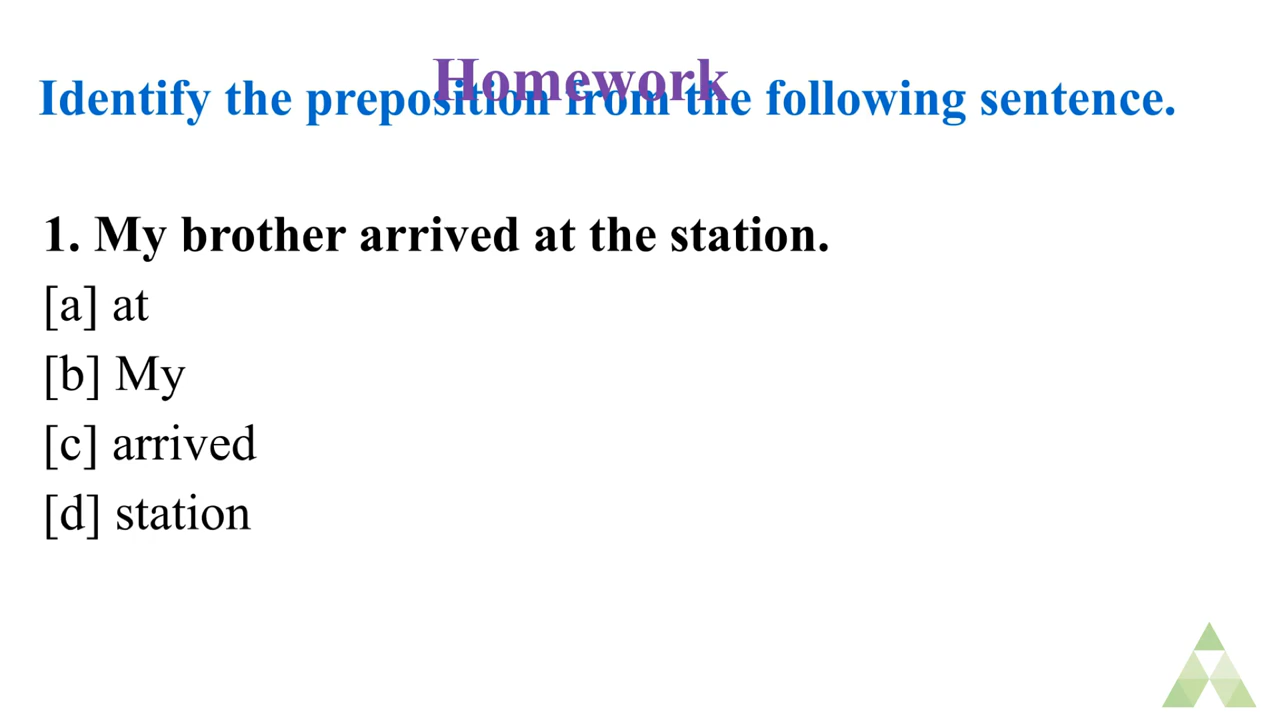 Homework
Identify the preposition from the following sentence.
1. My brother arrived at the station.
[a] at
[b] My
[c] arrived
[d] station